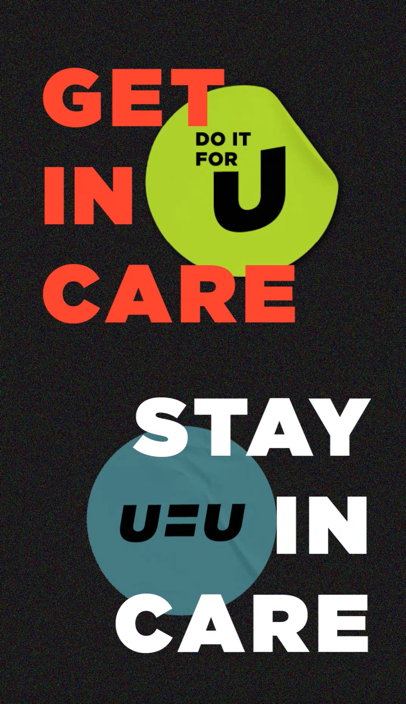 GET
DO IT
FOR U
IN
CARE
STAY
U=U
IN
CARE